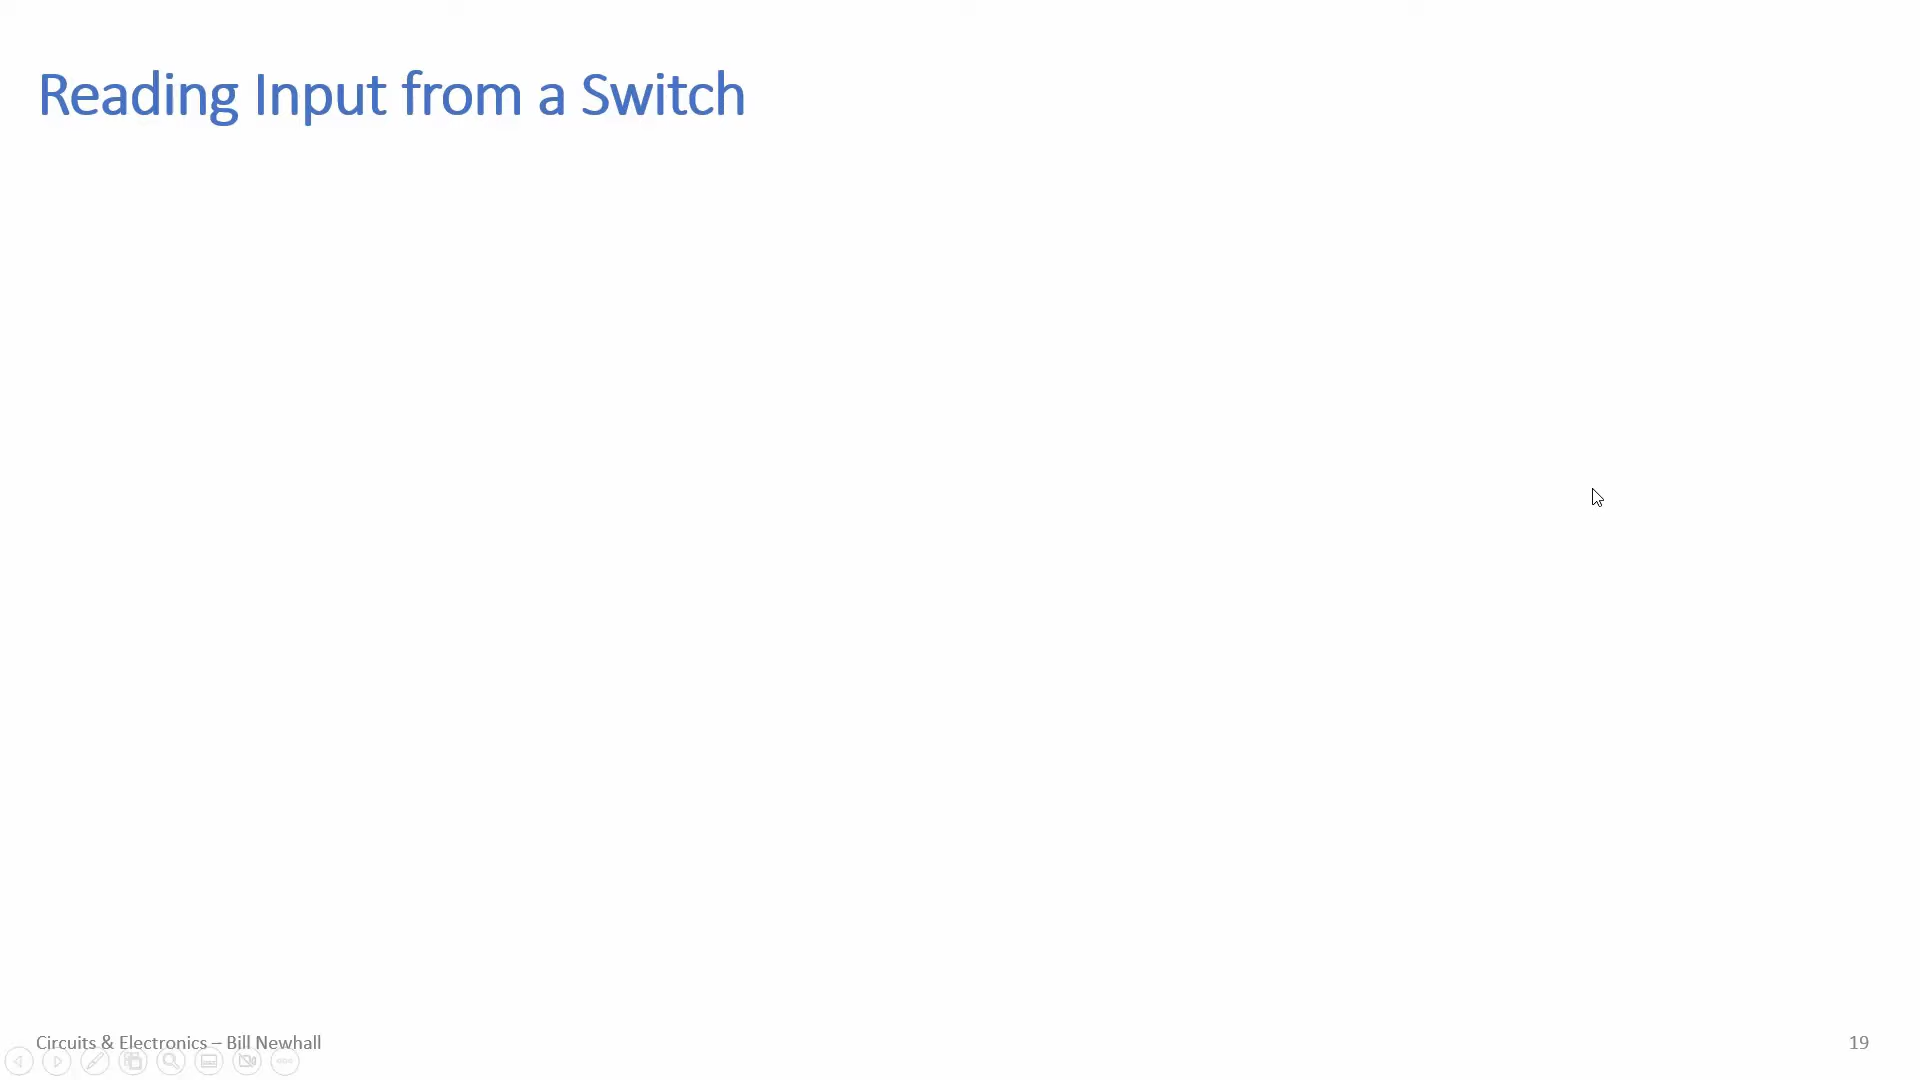 Reading Input from a Switch
Circuits & Electronics – Bill Newhall
19